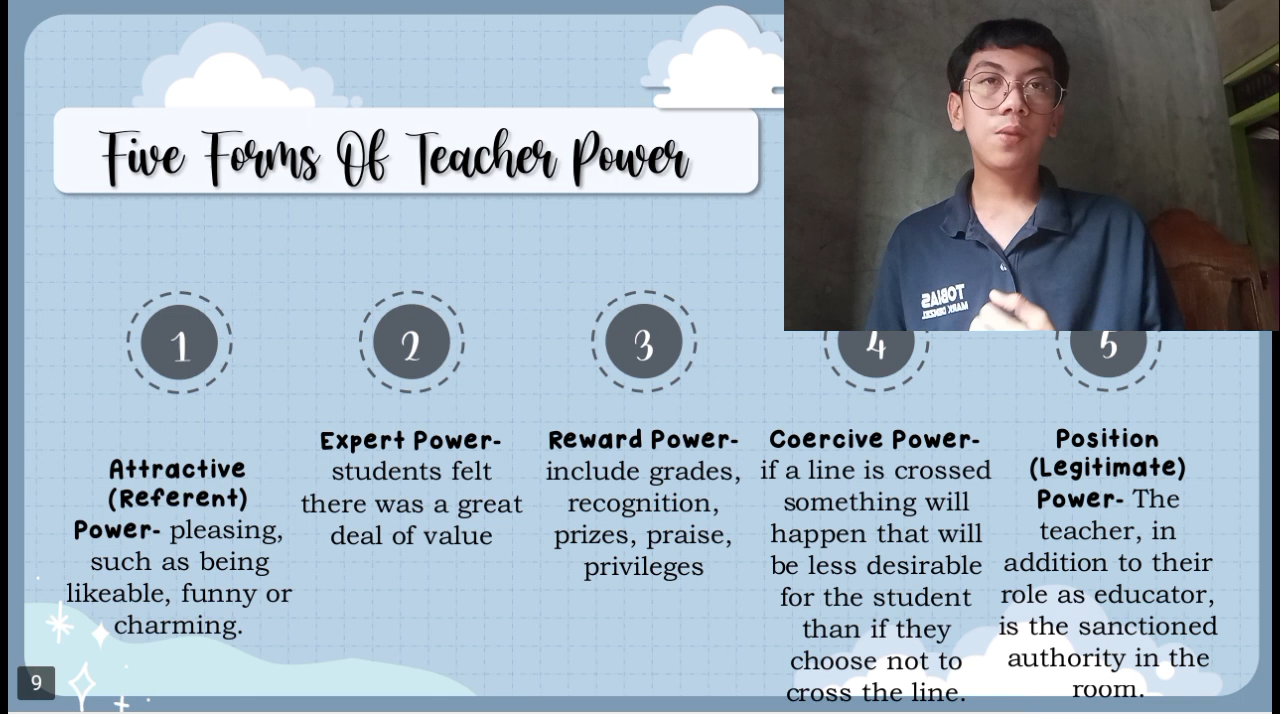 Five Forms Of Teacher Power
TOBIAS
MARK DENZEL
1
Attractive
(Referent)
Power- pleasing,
such as being
likeable, funny or
charming.
2
Expert Power-
students felt
there was a great
deal of value
3
Reward Power-
include grades,
recognition,
prizes, praise,
privileges
4
Coercive Power-
if a line is crossed
something will
happen that will
be less desirable
for the student
than if they
choose not to
cross the line.
5
Position
(Legitimate)
Power- The
teacher, in
addition to their
role as educator,
is the sanctioned
authority in the
room.
9